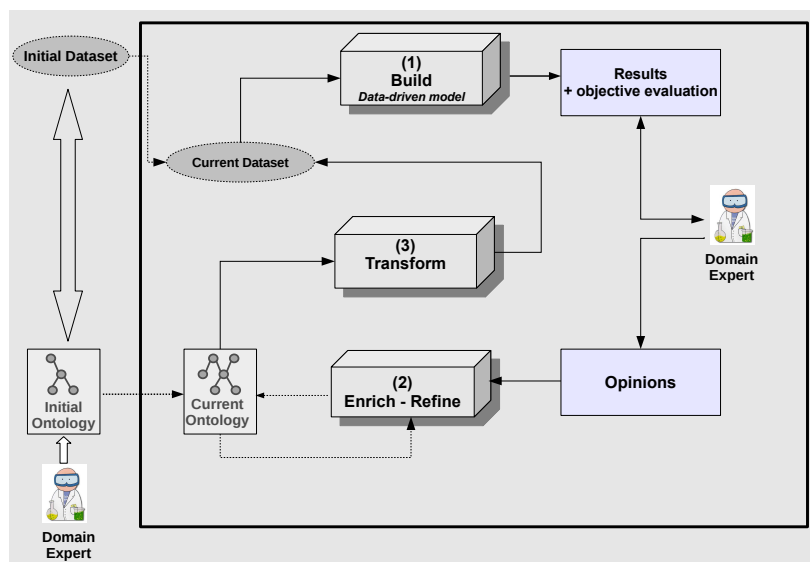 Initial Dataset
(1)
Build
Data-driven model
Results
+ objective evaluation
Current Dataset
(3)
Transform
Domain
Expert
Initial
Ontology
Current
Ontology
(2)
Enrich - Refine
Opinions
Domain
Expert